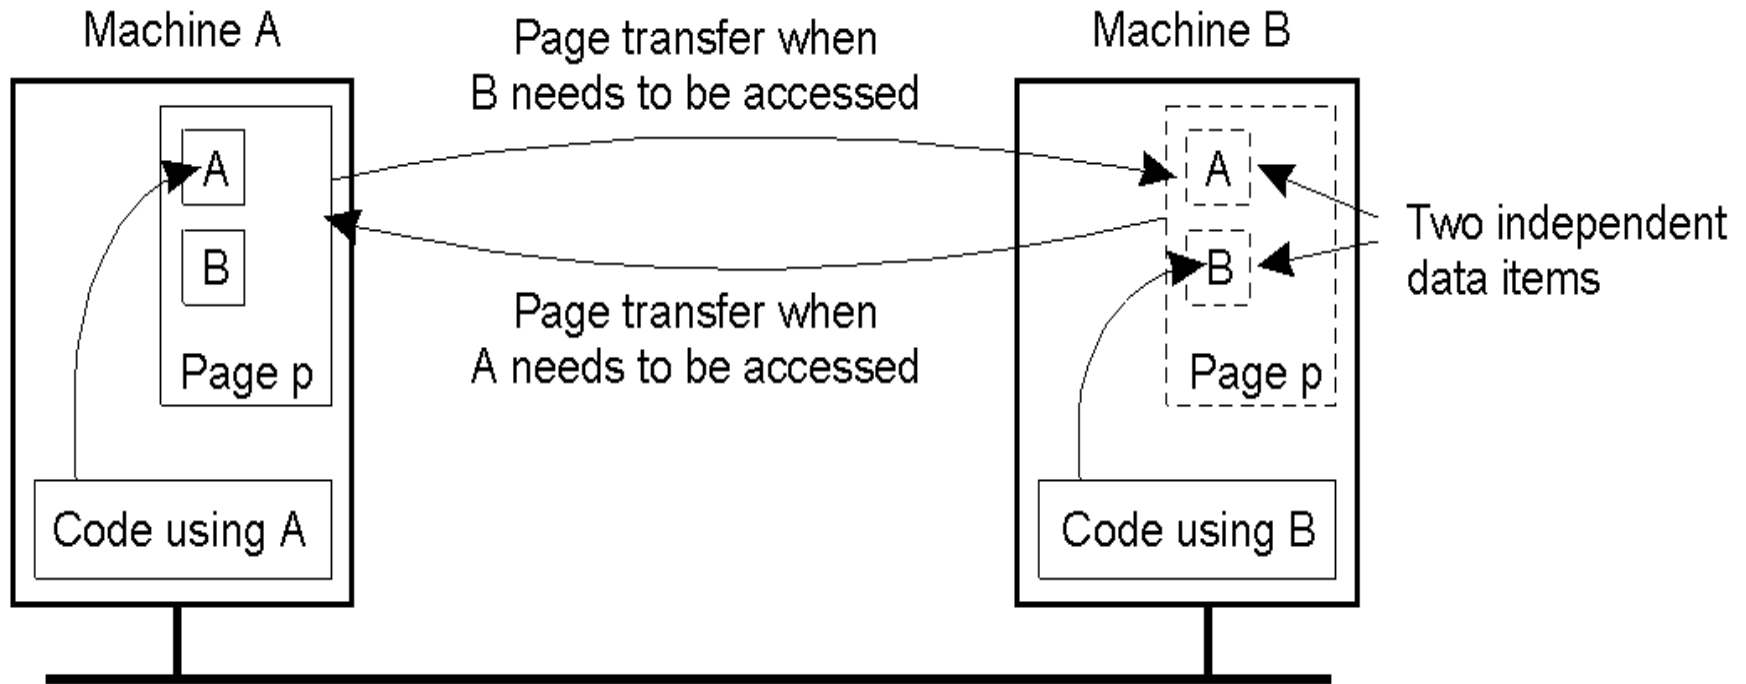 Machine A
Page transfer when
B needs to be accessed
Machine B
A
B
Page p
Code using A
Page transfer when
A needs to be accessed
A
B
Page p
Code using B
Two independent
data items